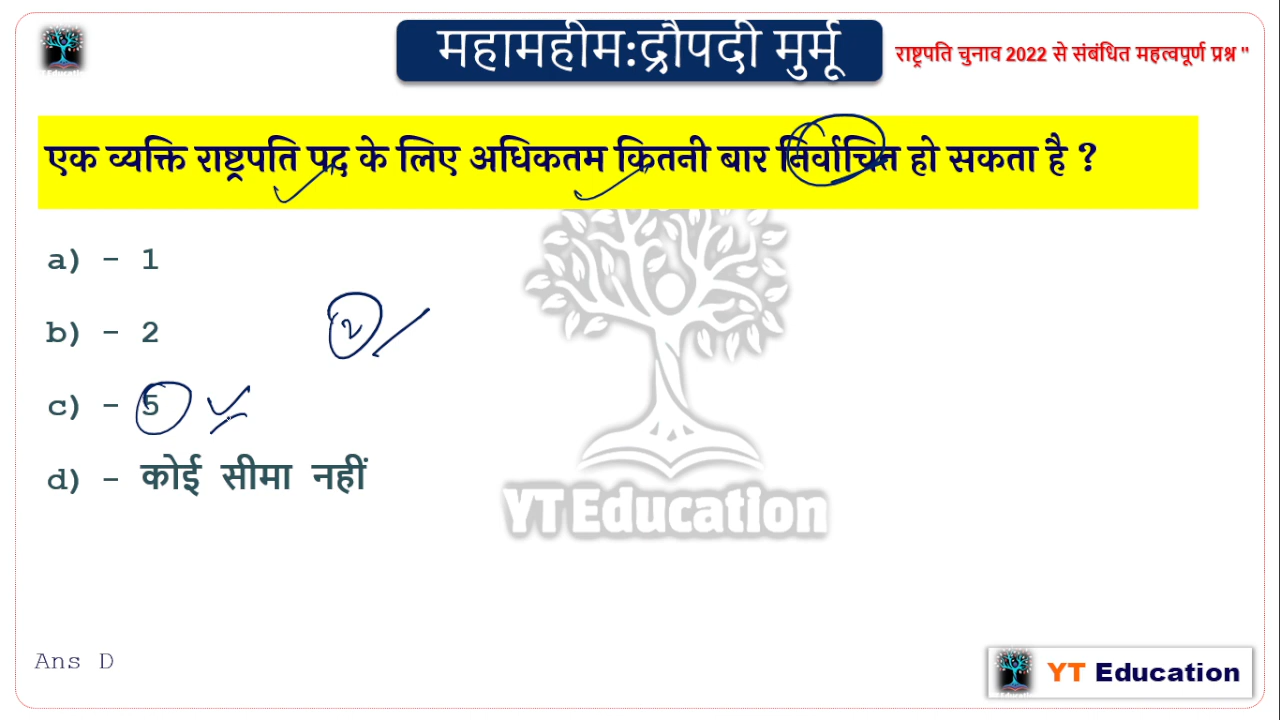 महामहीम:द्रौपदी मुर्मू
राष्ट्रपति चुनाव 2022 से संबंधित महत्वपूर्ण प्रश्न "
एक व्यक्ति राष्ट्रपति पद के लिए अधिकतम कितनी बार निर्वाचित हो सकता है ?
a) - 1
b) - 2
2
c) - 5
d) - कोई सीमा नहीं
YT Education
Ans D
YT Education